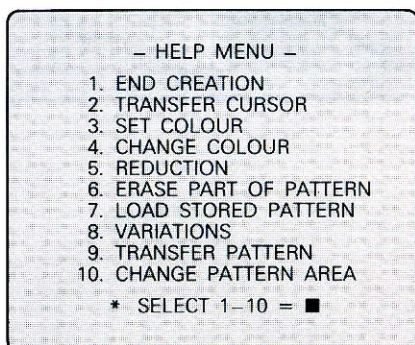 – HELP MENU –
1. END CREATION
2. TRANSFER CURSOR
3. SET COLOUR
4. CHANGE COLOUR
5. REDUCTION
6. ERASE PART OF PATTERN
7. LOAD STORED PATTERN
8. VARIATIONS
9. TRANSFER PATTERN
10. CHANGE PATTERN AREA
* SELECT 1–10 = ■